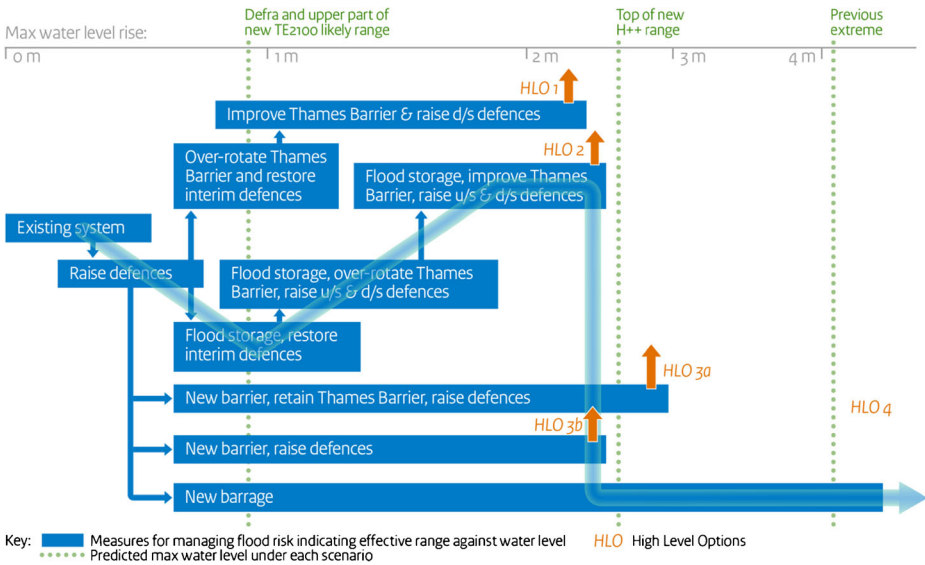 Defra and upper part of
new TE2100 likely range
Top of new
H++ range
Previous
extreme
Max water level rise:
0 m
1 m
2 m
3 m
4 m
HLO 1
Improve Thames Barrier & raise d/s defences
HLO 2
Over-rotate Thames
Barrier and restore
interim defences
Flood storage, improve Thames
Barrier, raise u/s & d/s defences
Existing system
Raise defences
Flood storage, over-rotate Thames
Barrier, raise u/s & d/s defences
Flood storage, restore
interim defences
HLO 3a
New barrier, retain Thames Barrier, raise defences
HLO 4
HLO 3b
New barrier, raise defences
New barrage
Key:
Measures for managing flood risk indicating effective range against water level
HLO High Level Options
Predicted max water level under each scenario